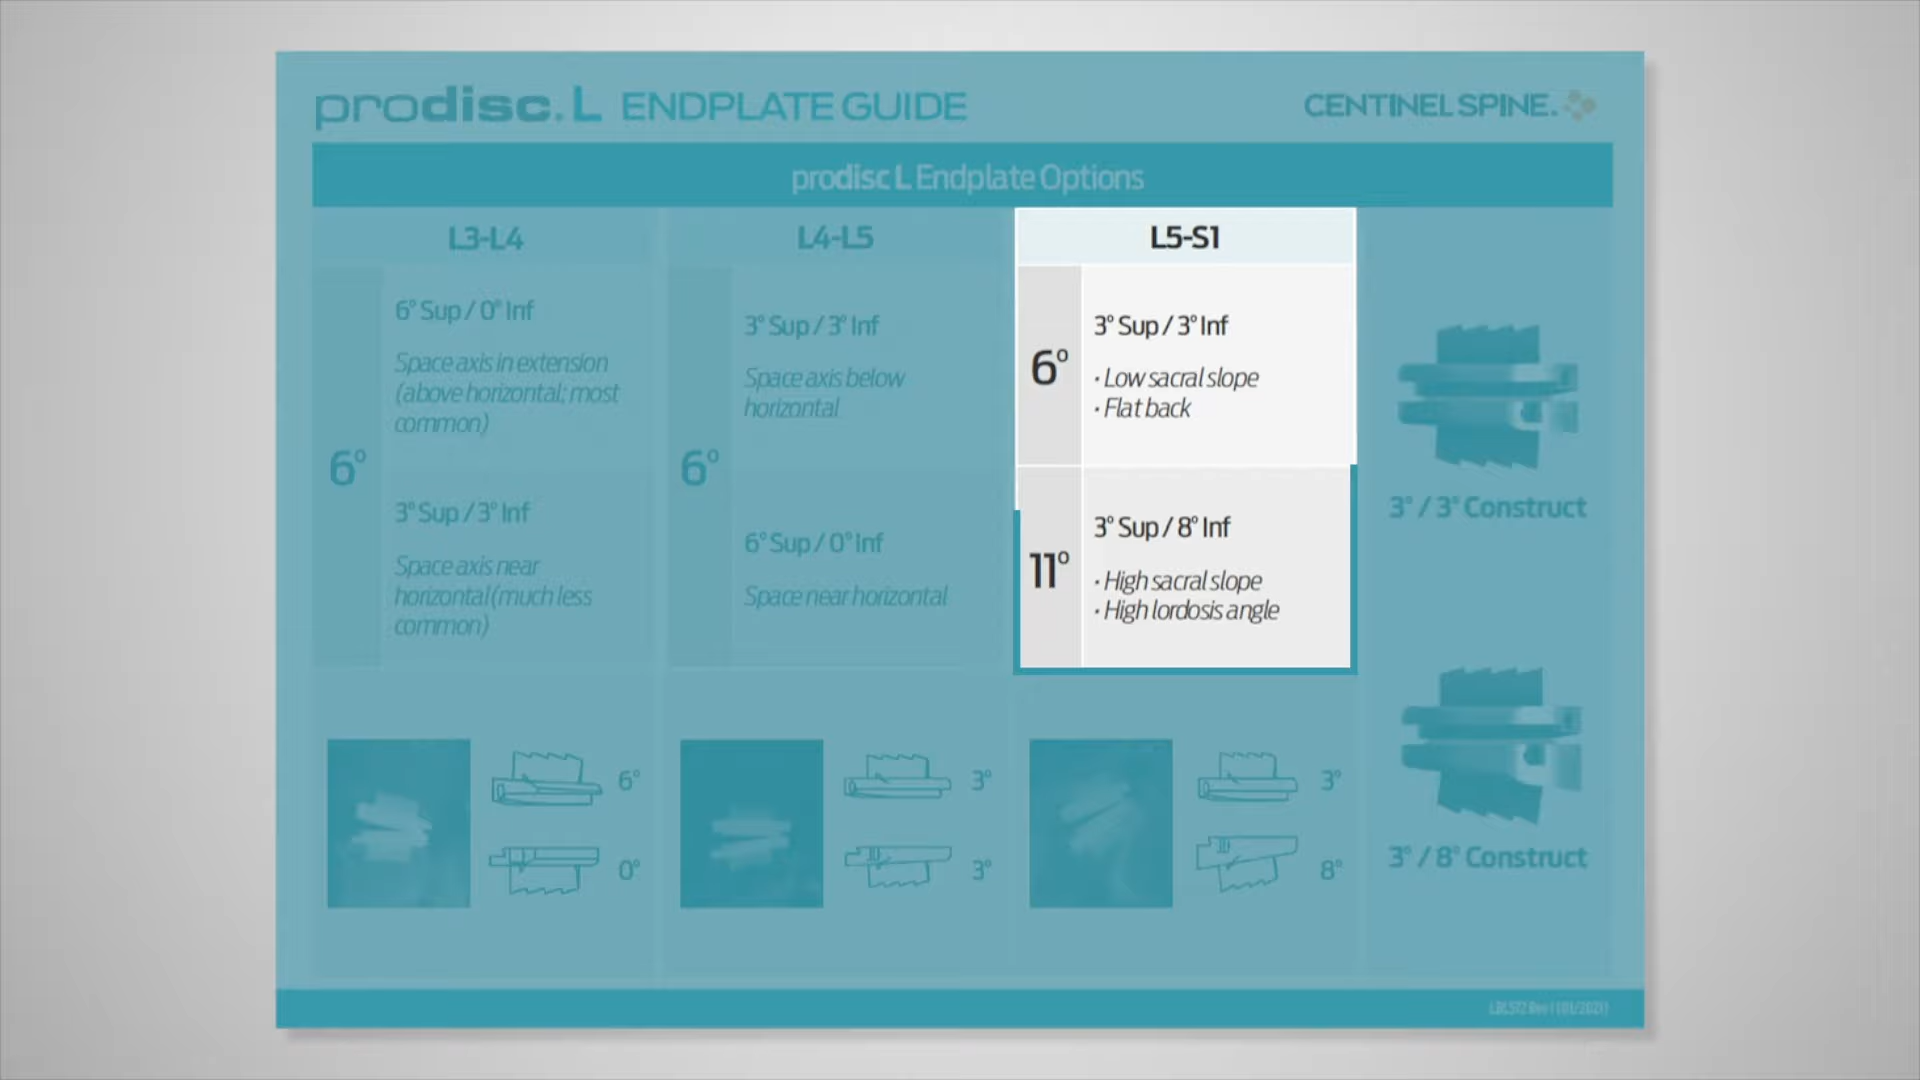 prodisc. L ENDPLATE GUIDE
CENTINEL SPINE.
prodisc L Endplate Options
L3-L4
6°
6° Sup / 0° Inf
Space axis in extension
(above horizontal; most
common)
3° Sup / 3° Inf
Space axis near
horizontal (much less
common)
6°
0°
L4-L5
6°
3° Sup / 3° Inf
Space axis below
horizontal
6° Sup / 0° Inf
Space near horizontal
3°
3°
L5-S1
6°
3° Sup / 3° Inf
• Low sacral slope
• Flat back
11°
3° Sup / 8° Inf
• High sacral slope
• High lordosis angle
3°
8°
3° / 3° Construct
3° / 8° Construct